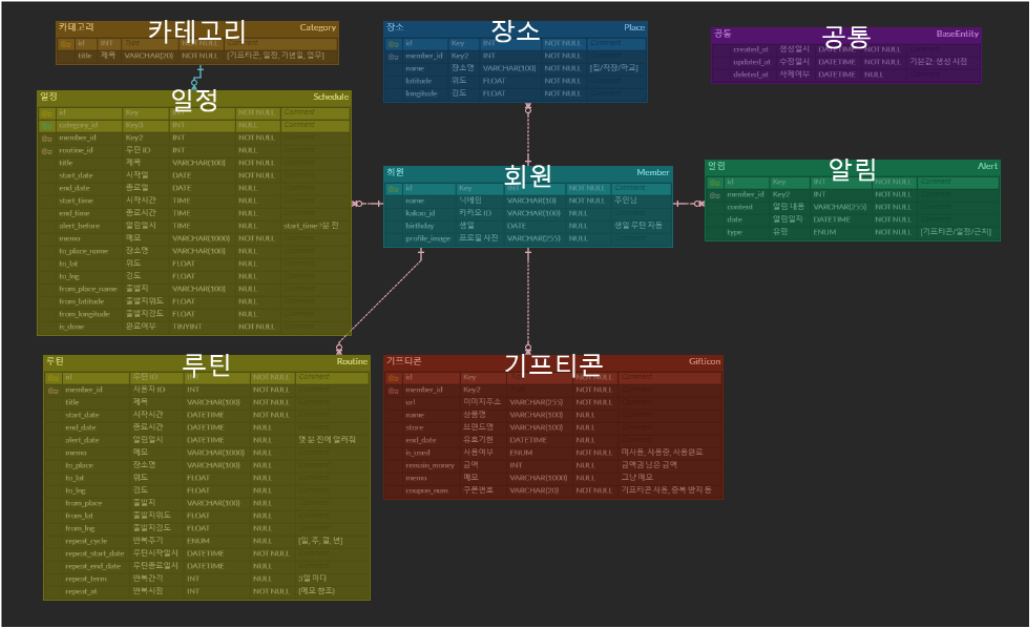 카테고리 카테고리 Category
id INT NOT NULL
title 제목 VARCHAR(20) NOT NULL [기프티콘, 일정, 기념일, 업무]
장소 장소 Place
id Key INT NOT NULL Comment
member_id Key2 INT NOT NULL
name 장소명 VARCHAR(100) NOT NULL [집/직장/학교]
latitude 위도 FLOAT NOT NULL
longitude 경도 FLOAT NOT NULL
공통 공통 BaseEntity
created_at 생성일시 DATETIME NOT NULL
updated_at 수정일시 DATETIME NOT NULL 기본값: 생성 시점
deleted_at 삭제여부 DATETIME NULL
일정 일정 Schedule
id Key INT NOT NULL Comment
category_id Key3 INT NOT NULL Comment
member_id Key2 INT NOT NULL
routine_id 루틴 ID INT NULL
title 제목 VARCHAR(100) NOT NULL
start_date 시작일 DATE NOT NULL
end_date 종료일 DATE NULL
start_time 시작시간 TIME NULL
end_time 종료시간 TIME NULL
alert_before 알림일시 TIME NULL start_time ?분 전
memo 메모 VARCHAR(1000) NULL
to_place_name 장소명 VARCHAR(100) NULL
to_lat 위도 FLOAT NULL
to_lng 경도 FLOAT NULL
from_place_name 출발지 VARCHAR(100) NULL
from_latitude 출발지위도 FLOAT NULL
from_longitude 출발지경도 FLOAT NULL
is_done 완료여부 TINYINT NOT NULL
회원 회원 Member
id Key INT NOT NULL Comment
name 닉네임 VARCHAR(10) NOT NULL 주인님
kakao_id 카카오 ID VARCHAR(100) NULL
birthday 생일 DATE NULL 생일 루틴 자동
profile_image 프로필 사진 VARCHAR(255) NULL
알림 알림 Alert
id Key INT NOT NULL Comment
member_id Key2 INT NOT NULL
content 알림 내용 VARCHAR(255) NOT NULL
date 알림일자 DATETIME NOT NULL
type 유형 ENUM NOT NULL [기프티콘/일정/근처]
루틴 루틴 Routine
id 루틴 ID INT NOT NULL Comment
member_id 사용자 ID INT NOT NULL
title 제목 VARCHAR(100) NOT NULL
start_date 시작시간 DATETIME NOT NULL
end_date 종료시간 DATETIME NULL
alert_date 알림일시 DATETIME NULL 몇 분 전에 알려줘
memo 메모 VARCHAR(1000) NULL
to_place 장소명 VARCHAR(100) NULL
to_lat 위도 FLOAT NULL
to_lng 경도 FLOAT NULL
from_place 출발지 VARCHAR(100) NULL
from_lat 출발지위도 FLOAT NULL
from_lng 출발지경도 FLOAT NULL
repeat_cycle 반복주기 ENUM NULL [일, 주, 월, 년]
repeat_start_date 루틴시작일시 DATETIME NOT NULL
repeat_end_date 루틴종료일시 DATETIME NULL
repeat_term 반복간격 INT NULL 3일 마다
repeat_at 반복시점 INT NOT NULL (메모 참조)
기프티콘 기프티콘 Gifticon
id Key NOT NULL Comment
member_id Key2 INT NOT NULL
url 이미지주소 VARCHAR(255) NOT NULL
name 상품명 VARCHAR(100) NULL
store 브랜드명 VARCHAR(100) NULL
end_date 유효기한 DATETIME NULL
is_used 사용여부 ENUM NOT NULL 미사용, 사용중, 사용완료
remain_money 금액 INT NULL 금액권 남은 금액
memo 메모 VARCHAR(1000) NULL 그냥 메모
coupon_num 쿠폰번호 VARCHAR(20) NOT NULL 기프티콘 사용, 중복 방지 등